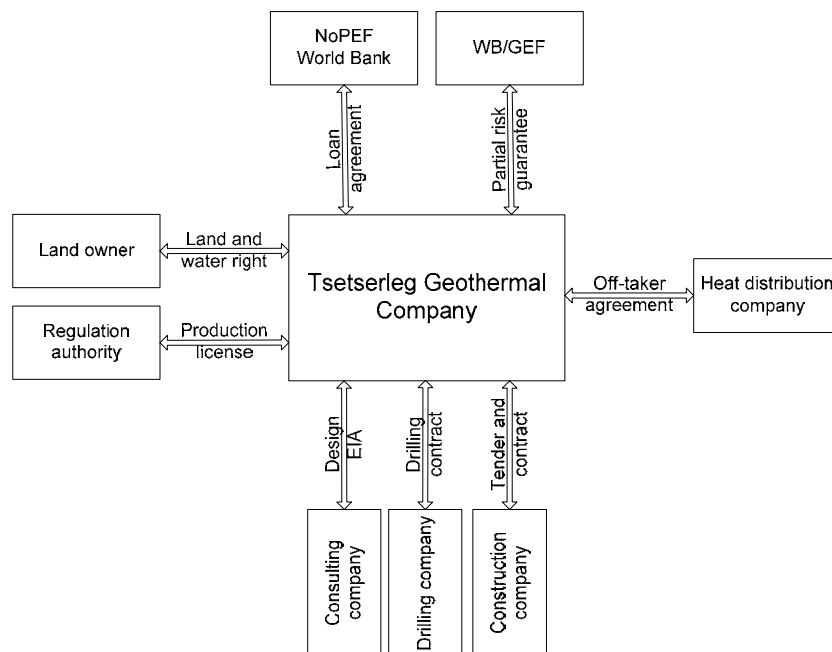 NoPEF
World Bank
WB/GEF
Loan
agreement
Partial risk
guarantee
Land owner
Land and
water right
Tsetserleg Geothermal
Company
Off-taker
agreement
Heat distribution
company
Regulation
authority
Production
license
Design
EIA
Drilling
contract
Tender and
contract
Consulting
company
Drilling company
Construction
company